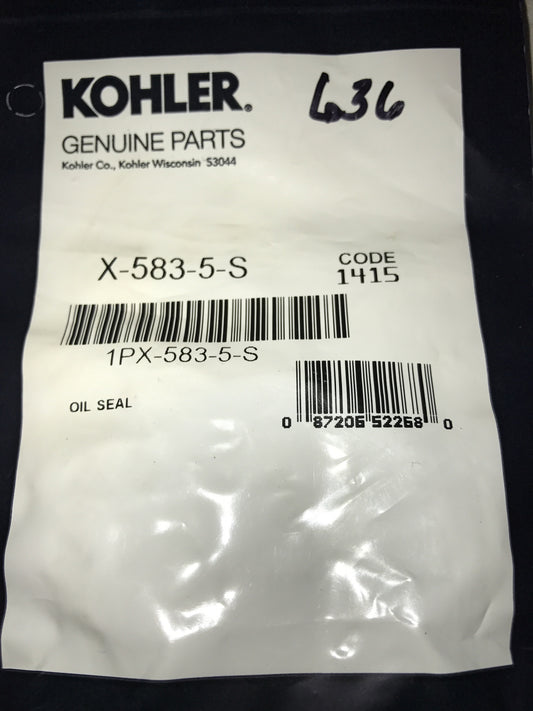 KOHLER®
636
GENUINE PARTS
Kohler Co., Kohler Wisconsin 53044
X-583-5-S
CODE
1415
1PX-583-5-S
OIL SEAL
0 87206 52268 0